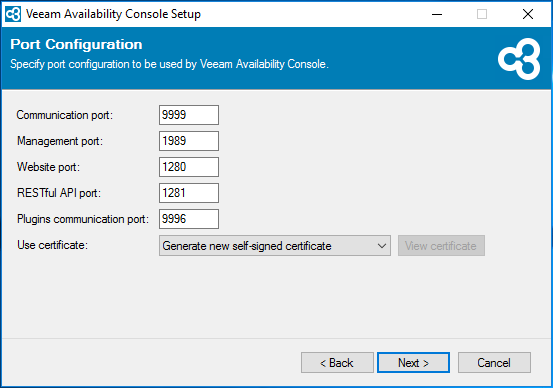 Veeam Availability Console Setup
Port Configuration
Specify port configuration to be used by Veeam Availability Console.
Communication port: 9999
Management port: 1989
Website port: 1280
RESTful API port: 1281
Plugins communication port: 9996
Use certificate: Generate new self-signed certificate View certificate
< Back Next > Cancel